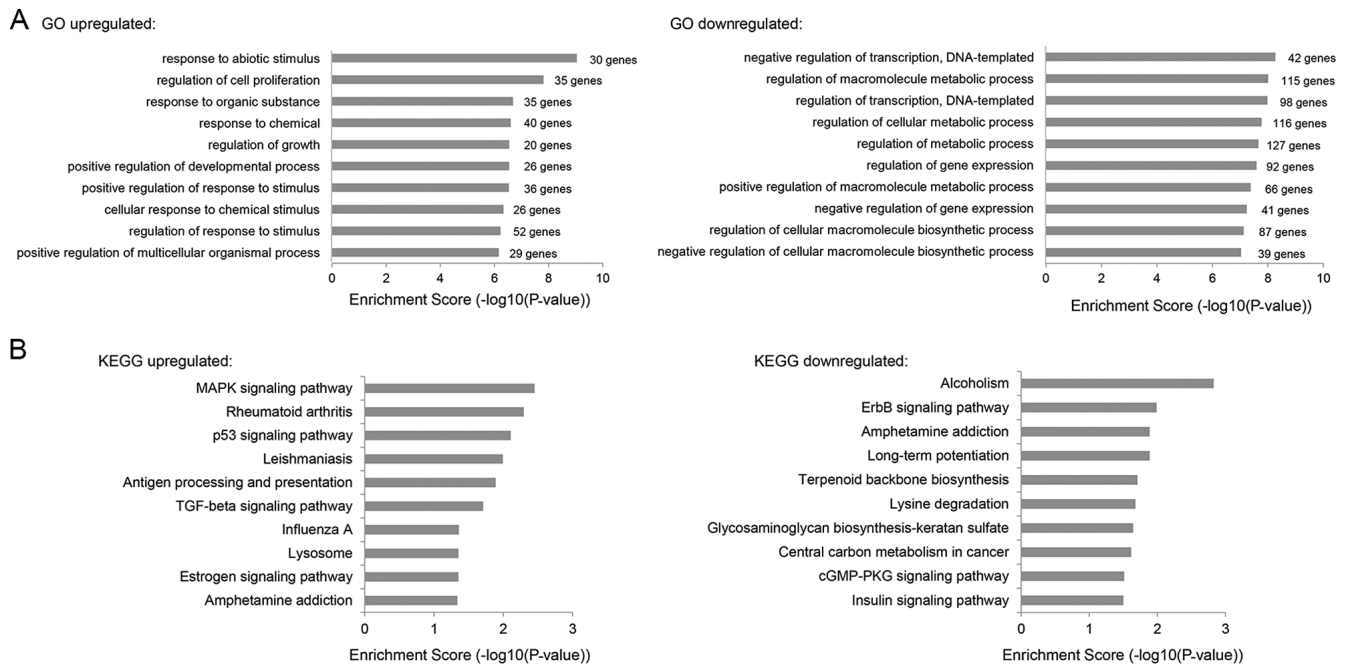 A
GO upregulated:
response to abiotic stimulus 30 genes
regulation of cell proliferation 35 genes
response to organic substance 35 genes
response to chemical 40 genes
regulation of growth 20 genes
positive regulation of developmental process 26 genes
positive regulation of response to stimulus 36 genes
cellular response to chemical stimulus 26 genes
regulation of response to stimulus 52 genes
positive regulation of multicellular organismal process 29 genes
0 2 4 6 8 10
Enrichment Score (-log10(P-value))
GO downregulated:
negative regulation of transcription, DNA-templated 42 genes
regulation of macromolecule metabolic process 115 genes
regulation of transcription, DNA-templated 98 genes
regulation of cellular metabolic process 116 genes
regulation of metabolic process 127 genes
regulation of gene expression 92 genes
positive regulation of macromolecule metabolic process 66 genes
negative regulation of gene expression 41 genes
regulation of cellular macromolecule biosynthetic process 87 genes
negative regulation of cellular macromolecule biosynthetic process 39 genes
0 2 4 6 8 10
Enrichment Score (-log10(P-value))
B
KEGG upregulated:
MAPK signaling pathway
Rheumatoid arthritis
p53 signaling pathway
Leishmaniasis
Antigen processing and presentation
TGF-beta signaling pathway
Influenza A
Lysosome
Estrogen signaling pathway
Amphetamine addiction
0 1 2 3
Enrichment Score (-log10(P-value))
KEGG downregulated:
Alcoholism
ErbB signaling pathway
Amphetamine addiction
Long-term potentiation
Terpenoid backbone biosynthesis
Lysine degradation
Glycosaminoglycan biosynthesis-keratan sulfate
Central carbon metabolism in cancer
cGMP-PKG signaling pathway
Insulin signaling pathway
0 1 2 3
Enrichment Score (-log10(P-value))